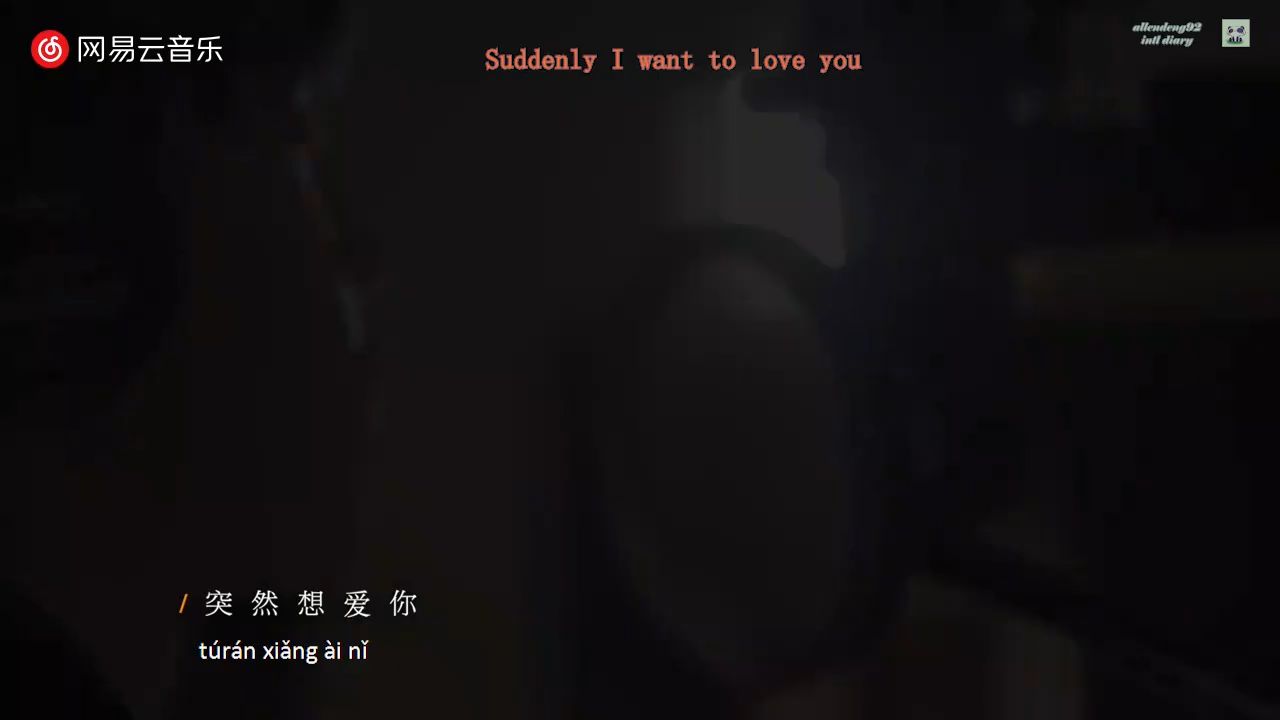 网易云音乐
Suddenly I want to love you
allendeng92
intl diary
/ 突然想爱你
túrán xiǎng ài nǐ